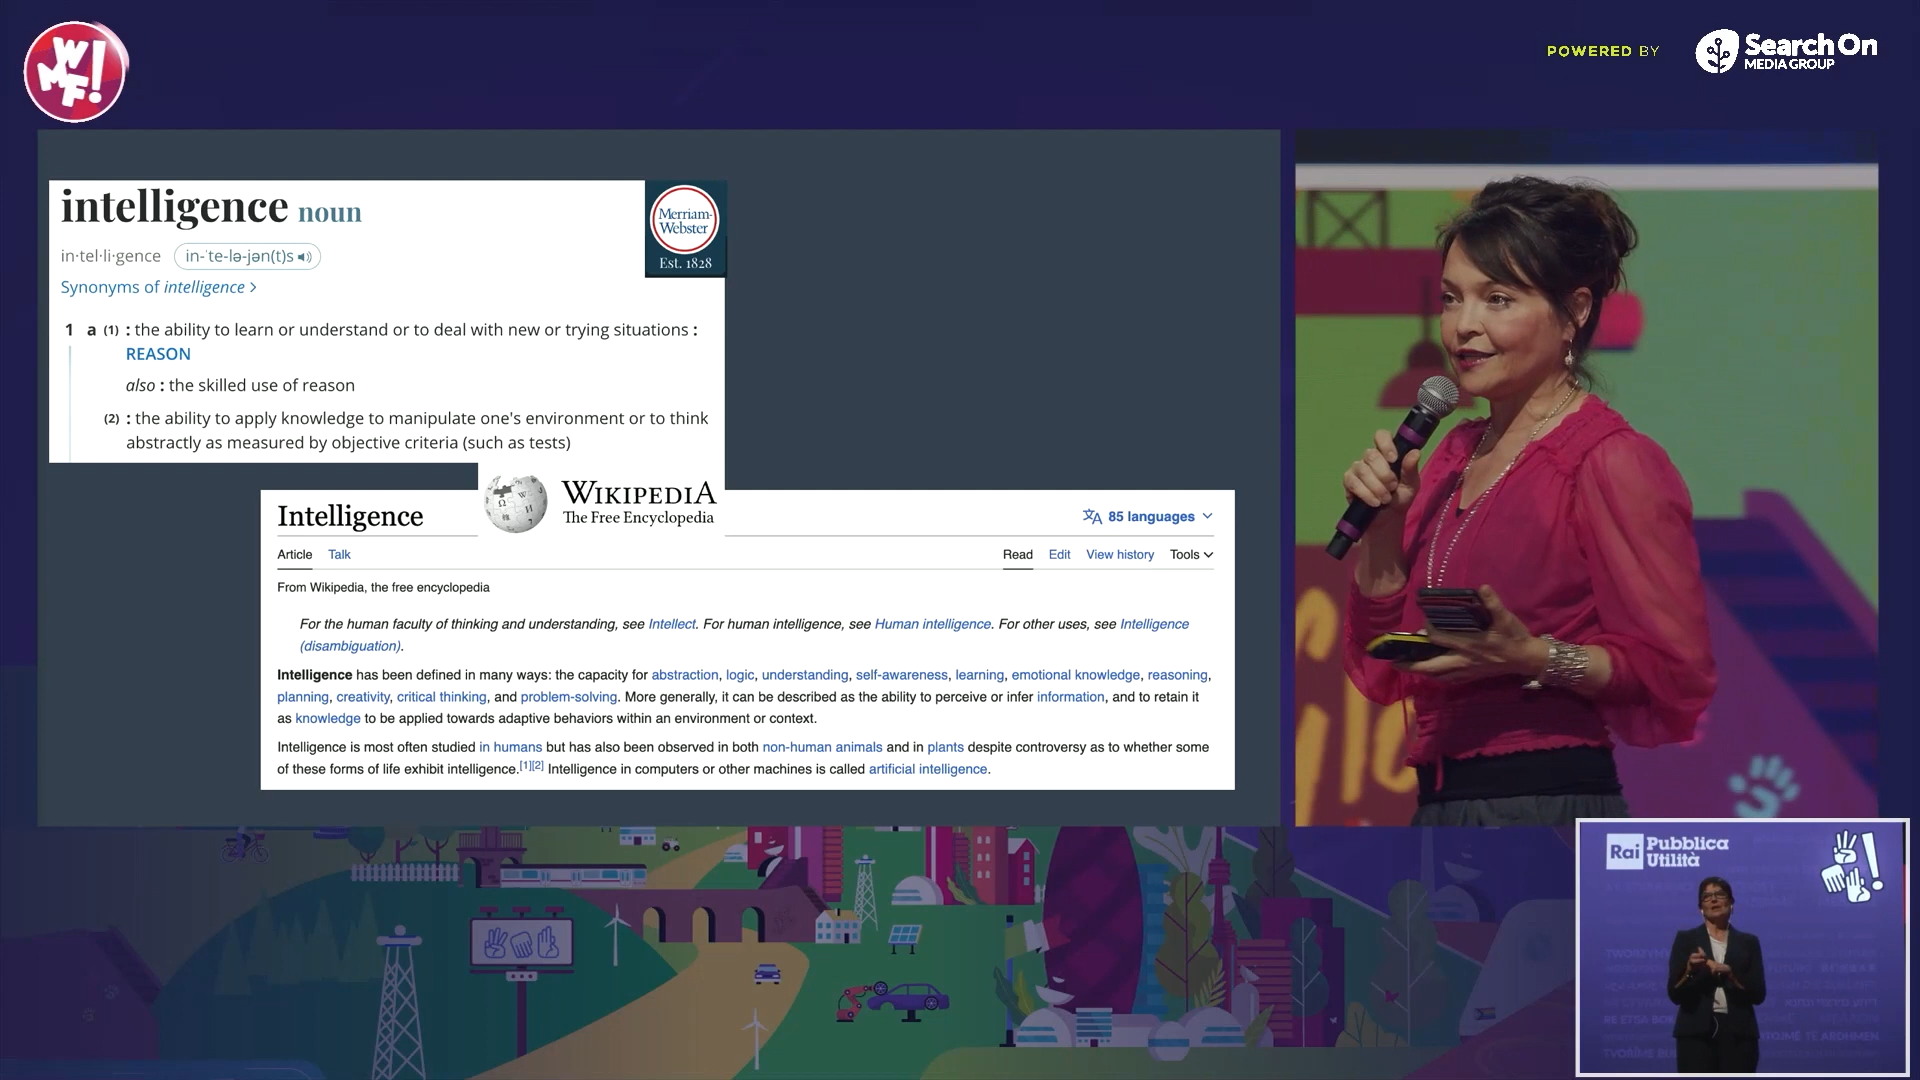 WMF!
POWERED BY
Search On
MEDIA GROUP
intelligence noun
in·tel·li·gence in-ˈte-lə-jən(t)s
Synonyms of intelligence >
Merriam-
Webster
Est. 1828
1 a (1) : the ability to learn or understand or to deal with new or trying situations :
REASON
also : the skilled use of reason
(2) : the ability to apply knowledge to manipulate one's environment or to think
abstractly as measured by objective criteria (such as tests)
WIKIPEDIA
The Free Encyclopedia
Intelligence
85 languages
Article Talk
Read Edit View history Tools
From Wikipedia, the free encyclopedia
For the human faculty of thinking and understanding, see Intellect. For human intelligence, see Human intelligence. For other uses, see Intelligence
(disambiguation).
Intelligence has been defined in many ways: the capacity for abstraction, logic, understanding, self-awareness, learning, emotional knowledge, reasoning,
planning, creativity, critical thinking, and problem-solving. More generally, it can be described as the ability to perceive or infer information, and to retain it
as knowledge to be applied towards adaptive behaviors within an environment or context.
Intelligence is most often studied in humans but has also been observed in both non-human animals and in plants despite controversy as to whether some
of these forms of life exhibit intelligence.[1][2] Intelligence in computers or other machines is called artificial intelligence.
Rai Pubblica
Utilità